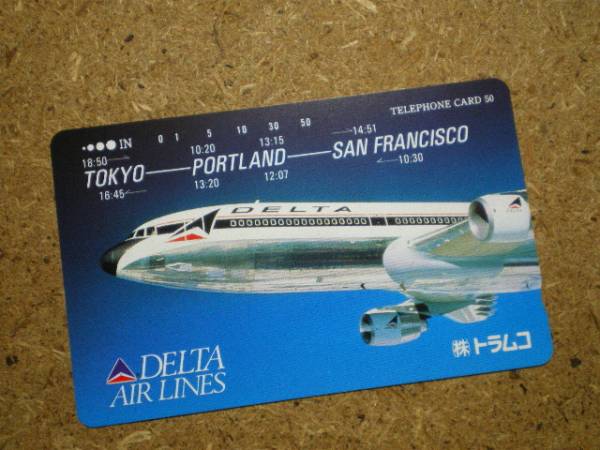 TELEPHONE CARD 50
IN 0 1 5 10 30 50
18:50 10:20 13:15 14:51
TOKYO PORTLAND SAN FRANCISCO
16:45 13:20 12:07 10:30
DELTA
DELTA
AIR LINES
㈱トラムコ